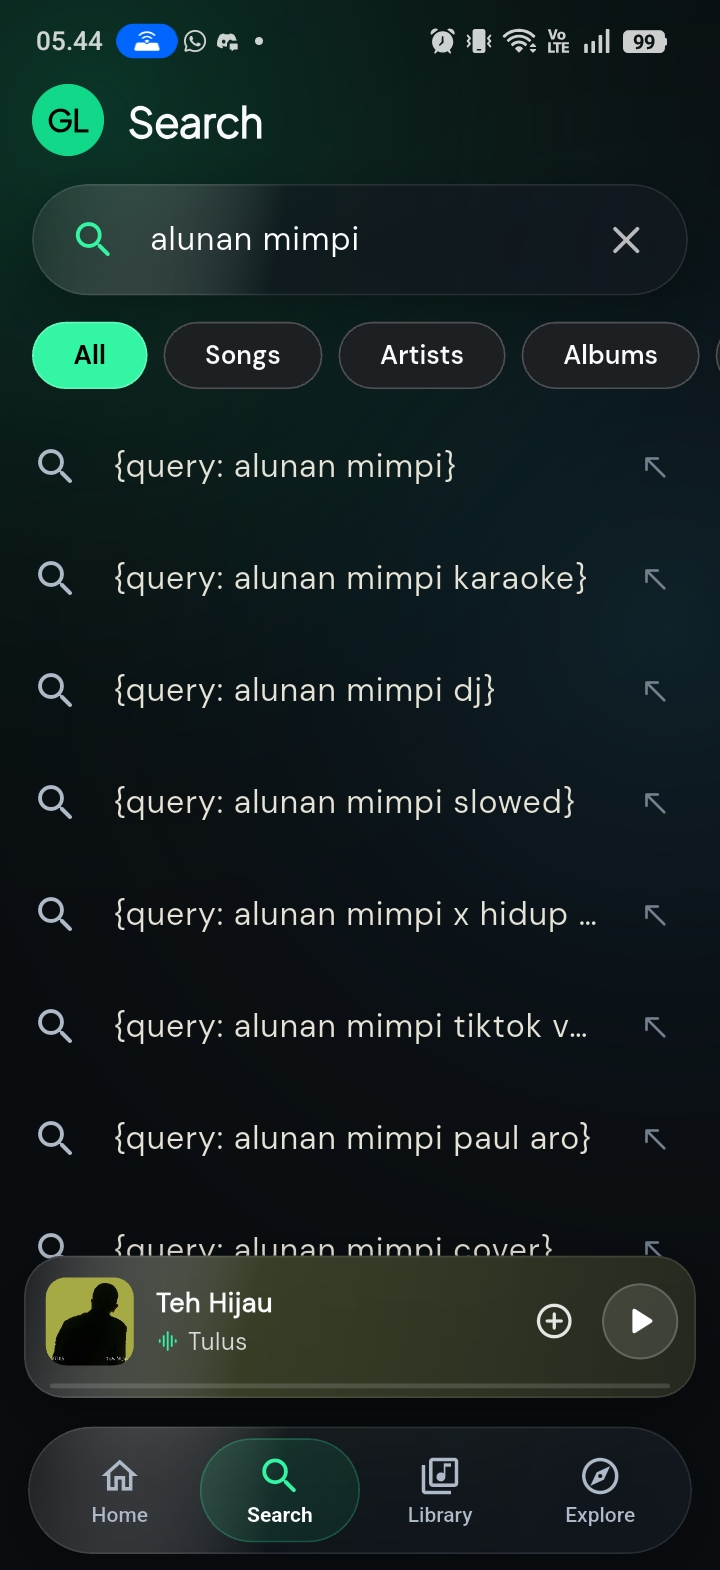 05.44
Vo
LTE
99
GL
Search
alunan mimpi
All
Songs
Artists
Albums
{query: alunan mimpi}
{query: alunan mimpi karaoke}
{query: alunan mimpi dj}
{query: alunan mimpi slowed}
{query: alunan mimpi x hidup ...
{query: alunan mimpi tiktok v...
{query: alunan mimpi paul aro}
{query: alunan mimpi cover}
Teh Hijau
Tulus
Home
Search
Library
Explore